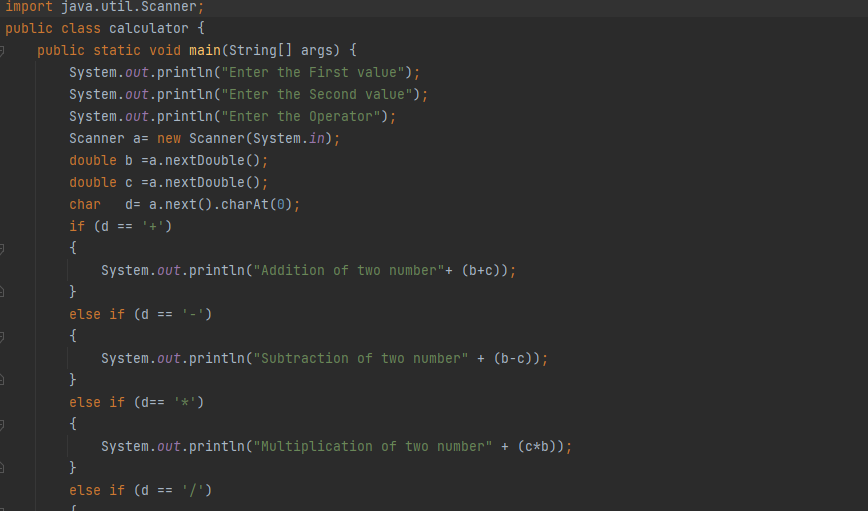 import java.util.Scanner;
public class calculator {
    public static void main(String[] args) {
        System.out.println("Enter the First value");
        System.out.println("Enter the Second value");
        System.out.println("Enter the Operator");
        Scanner a= new Scanner(System.in);
        double b =a.nextDouble();
        double c =a.nextDouble();
        char   d= a.next().charAt(0);
        if (d == '+')
        {
            System.out.println("Addition of two number"+ (b+c));
        }
        else if (d == '-')
        {
            System.out.println("Subtraction of two number" + (b-c));
        }
        else if (d== '*')
        {
            System.out.println("Multiplication of two number" + (c*b));
        }
        else if (d == '/')
        {